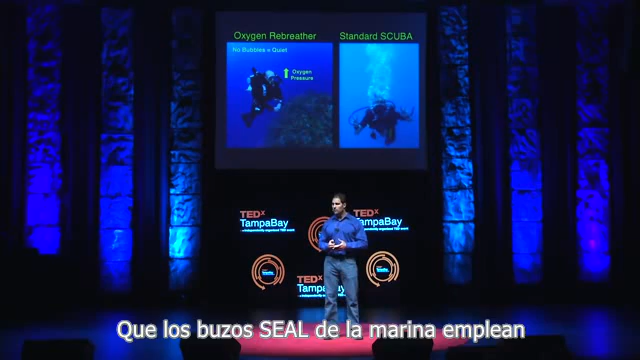 Oxygen Rebreather
Standard SCUBA
No Bubbles = Quiet
Oxygen
Pressure
TEDx
TampaBay
TampaBay
TEDx
TampaBay
Que los buzos SEAL de la marina emplean